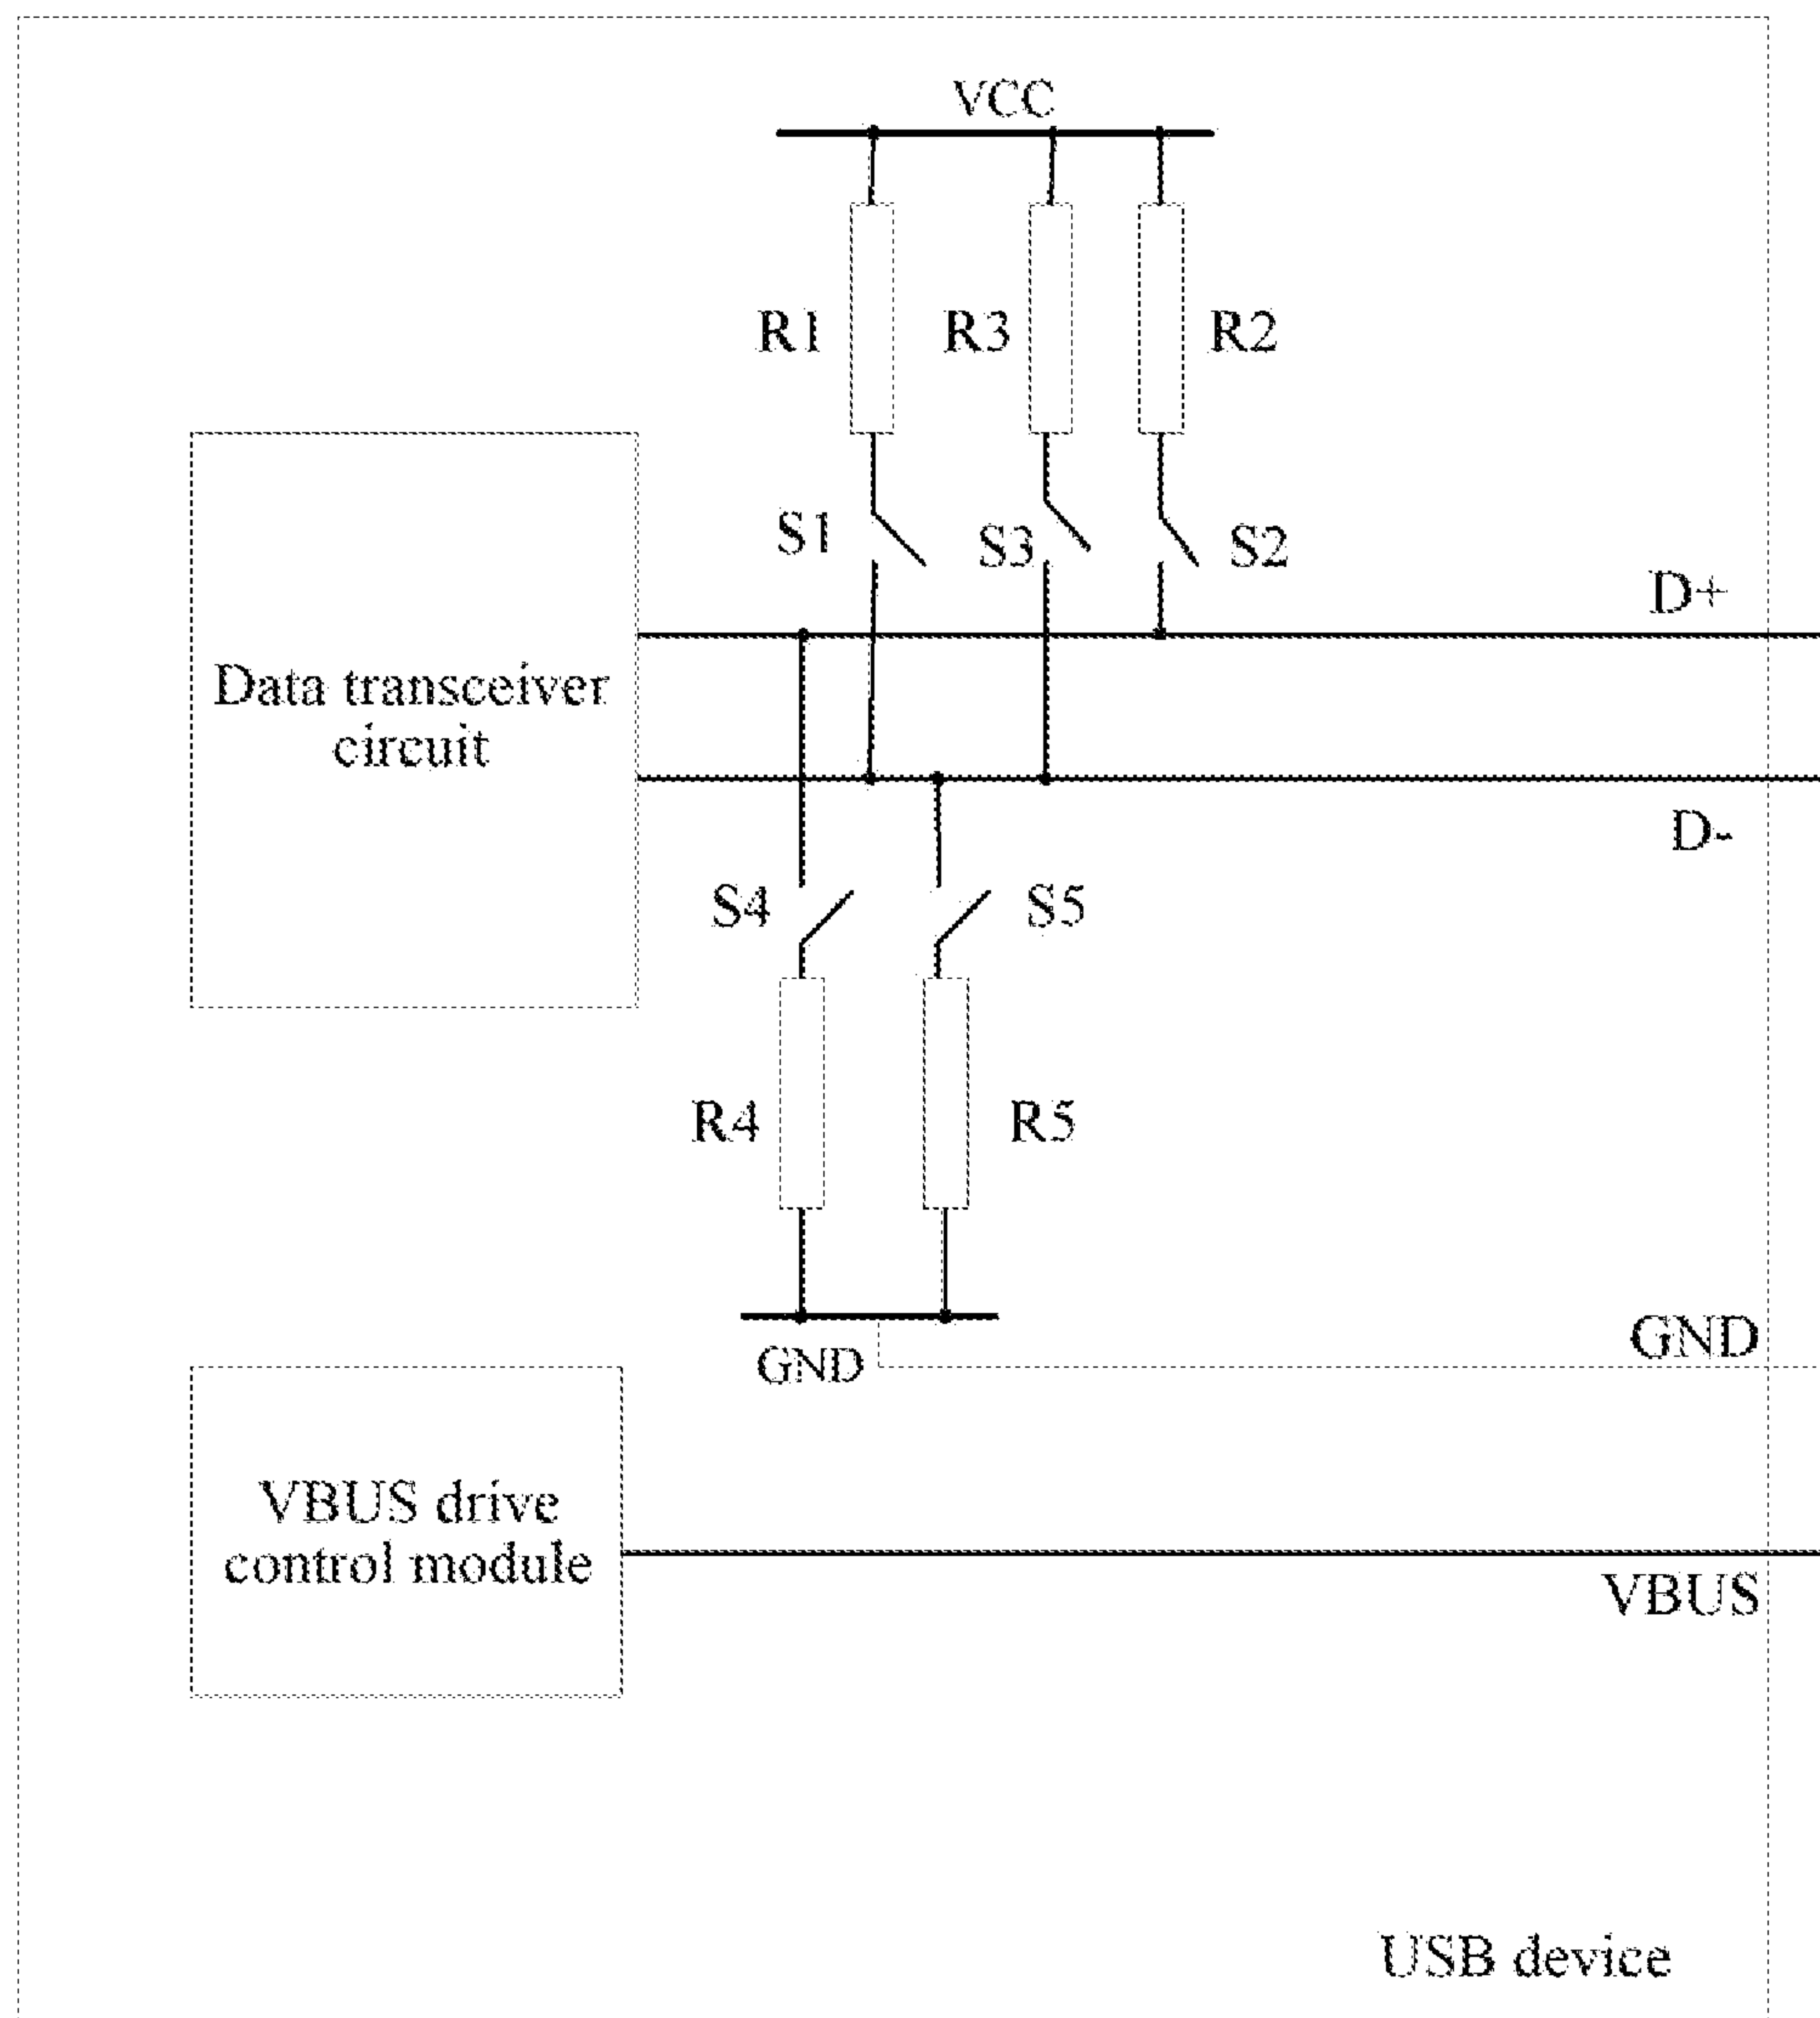 VCC
R1
R3
R2
S1
S3
S2
D+
Data transceiver
circuit
D-
S4
S5
R4
R5
GND
GND
VBUS drive
control module
VBUS
USB device